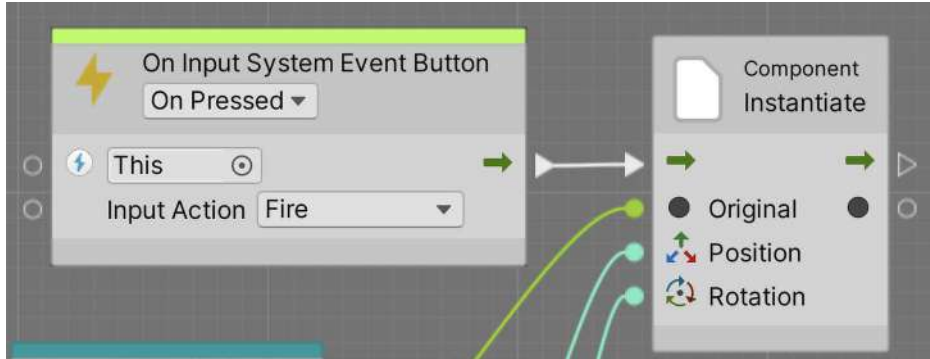 On Input System Event Button
On Pressed
This
Input Action Fire
Component
Instantiate
Original
Position
Rotation